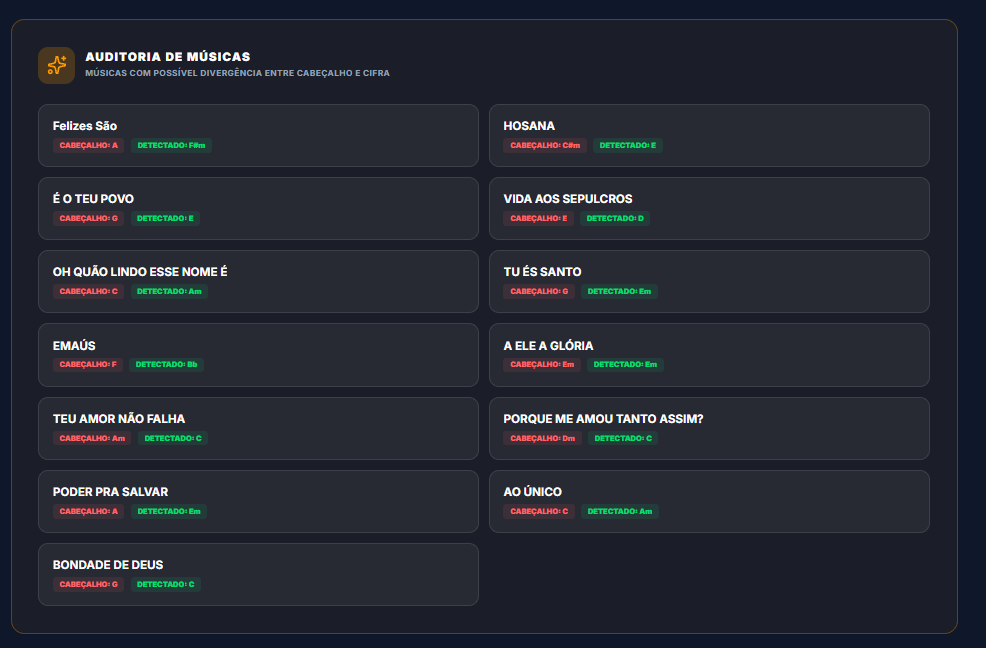 AUDITORIA DE MÚSICAS
MÚSICAS COM POSSÍVEL DIVERGÊNCIA ENTRE CABEÇALHO E CIFRA
Felizes São
CABEÇALHO: A DETECTADO: F#m
HOSANA
CABEÇALHO: C#m DETECTADO: E
É O TEU POVO
CABEÇALHO: G DETECTADO: E
VIDA AOS SEPULCROS
CABEÇALHO: E DETECTADO: D
OH QUÃO LINDO ESSE NOME É
CABEÇALHO: C DETECTADO: Am
TU ÉS SANTO
CABEÇALHO: G DETECTADO: Em
EMAÚS
CABEÇALHO: F DETECTADO: Bb
A ELE A GLÓRIA
CABEÇALHO: Em DETECTADO: Em
TEU AMOR NÃO FALHA
CABEÇALHO: Am DETECTADO: C
PORQUE ME AMOU TANTO ASSIM?
CABEÇALHO: Dm DETECTADO: C
PODER PRA SALVAR
CABEÇALHO: A DETECTADO: Em
AO ÚNICO
CABEÇALHO: C DETECTADO: Am
BONDADE DE DEUS
CABEÇALHO: G DETECTADO: C